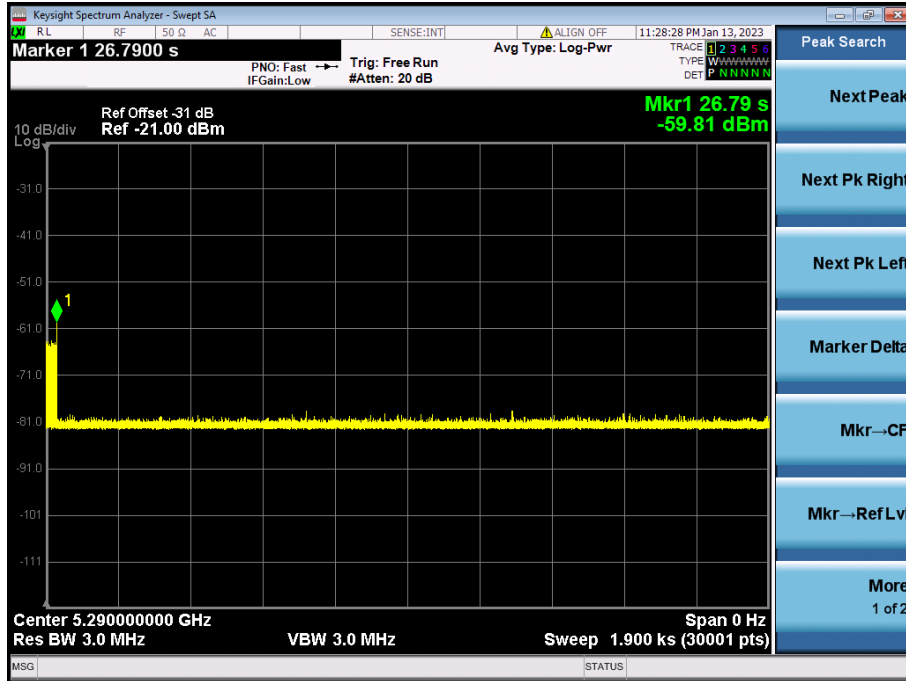 Keysight Spectrum Analyzer - Swept SA
LXI RL RF 50 Ω AC SENSE:INT ALIGN OFF 11:28:28 PM Jan 13, 2023
Marker 1 26.7900 s
PNO: Fast
IFGain:Low
Trig: Free Run
#Atten: 20 dB
Avg Type: Log-Pwr
TRACE 1 2 3 4 5 6
TYPE WWWWWW
DET P N N N N N
Mkr1 26.79 s
-59.81 dBm
Ref Offset -31 dB
10 dB/div Ref -21.00 dBm
Log
-31.0
-41.0
-51.0
1
-61.0
-71.0
-81.0
-91.0
-101
-111
Center 5.290000000 GHz Span 0 Hz
Res BW 3.0 MHz VBW 3.0 MHz Sweep 1.900 ks (30001 pts)
MSG STATUS
Peak Search
Next Peak
Next Pk Right
Next Pk Left
Marker Delta
Mkr→CF
Mkr→Ref Lvl
More
1 of 2